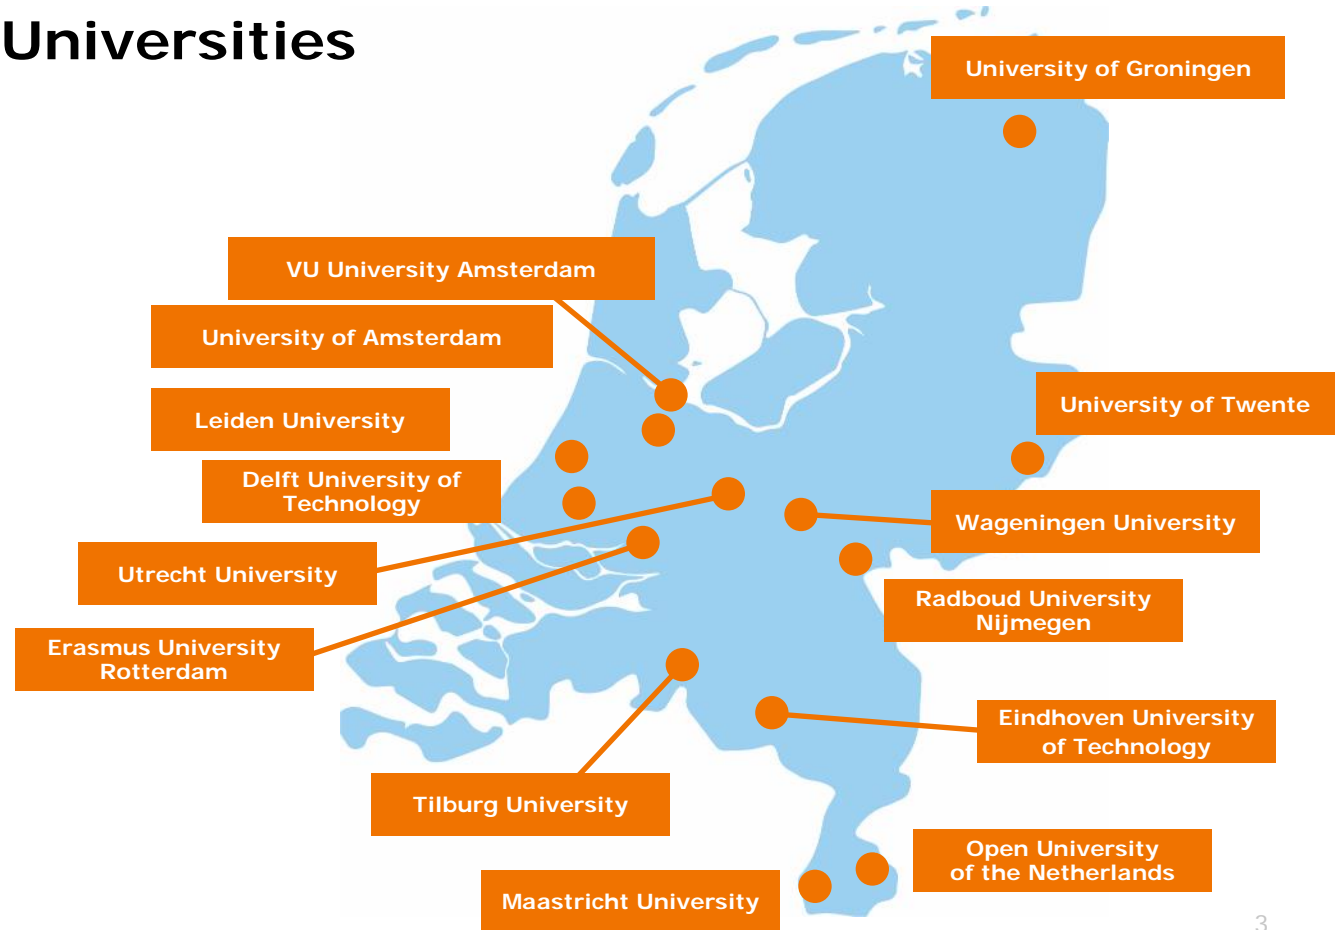 Universities
University of Groningen
VU University Amsterdam
University of Amsterdam
Leiden University
University of Twente
Delft University of
Technology
Wageningen University
Utrecht University
Radboud University
Nijmegen
Erasmus University
Rotterdam
Eindhoven University
of Technology
Tilburg University
Open University
of the Netherlands
Maastricht University
3